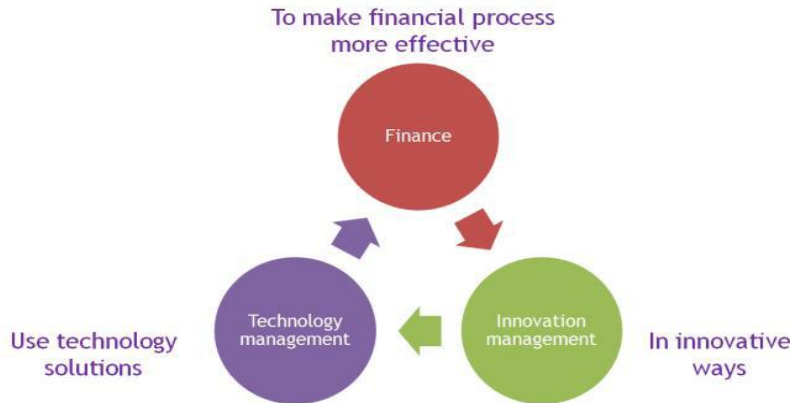 To make financial process
more effective
Finance
Technology
management
Innovation
management
Use technology
solutions
In innovative
ways